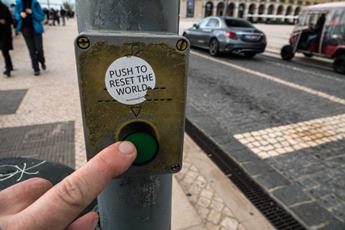 PUSH TO
RESET THE
WORLD